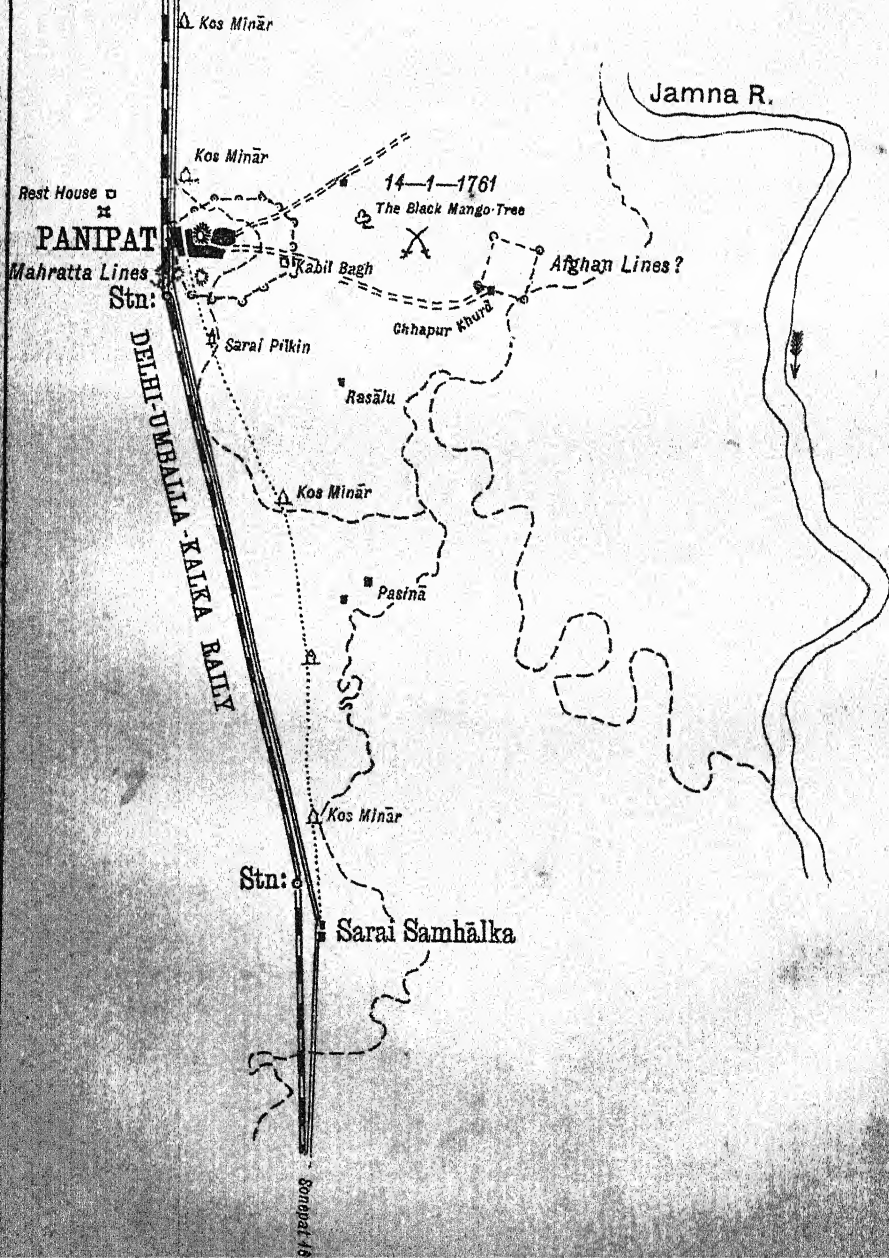 Kos Minār
Jamna R.
Kos Minār
Rest House
14—1—1761
The Black Mango-Tree
PANIPAT
Mahratta Lines
Kabil Bagh
Afghan Lines?
Stn:
Chhapur Khurd
Sarai Pilkin
DELHI-UMBALLA-KALKA RAILY
Rasālu
Kos Minār
Pasinā
Kos Minār
Stn:
Sarai Samhālka
Sonepat